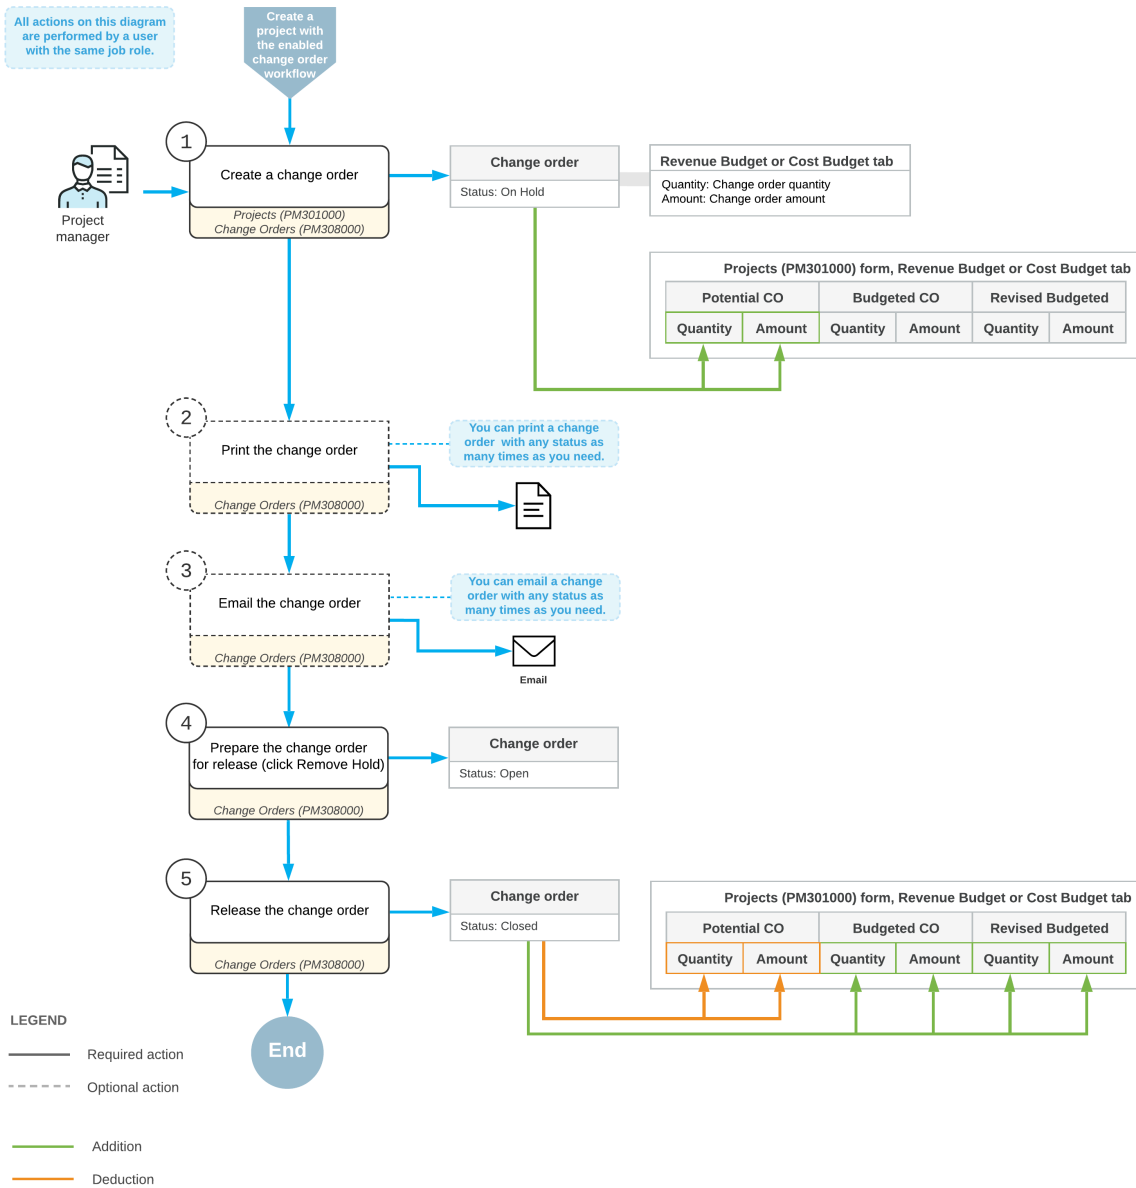 All actions on this diagram
are performed by a user
with the same job role.
Create a
project with
the enabled
change order
workflow
1
Create a change order
Projects (PM301000)
Change Orders (PM308000)
Project
manager
Change order
Status: On Hold
Revenue Budget or Cost Budget tab
Quantity: Change order quantity
Amount: Change order amount
Projects (PM301000) form, Revenue Budget or Cost Budget tab
Potential CO Budgeted CO Revised Budgeted
Quantity Amount Quantity Amount Quantity Amount
2
Print the change order
Change Orders (PM308000)
You can print a change
order with any status as
many times as you need.
3
Email the change order
Change Orders (PM308000)
You can email a change
order with any status as
many times as you need.
Email
4
Prepare the change order
for release (click Remove Hold)
Change Orders (PM308000)
Change order
Status: Open
5
Release the change order
Change Orders (PM308000)
Change order
Status: Closed
Projects (PM301000) form, Revenue Budget or Cost Budget tab
Potential CO Budgeted CO Revised Budgeted
Quantity Amount Quantity Amount Quantity Amount
End
LEGEND
Required action
Optional action
Addition
Deduction